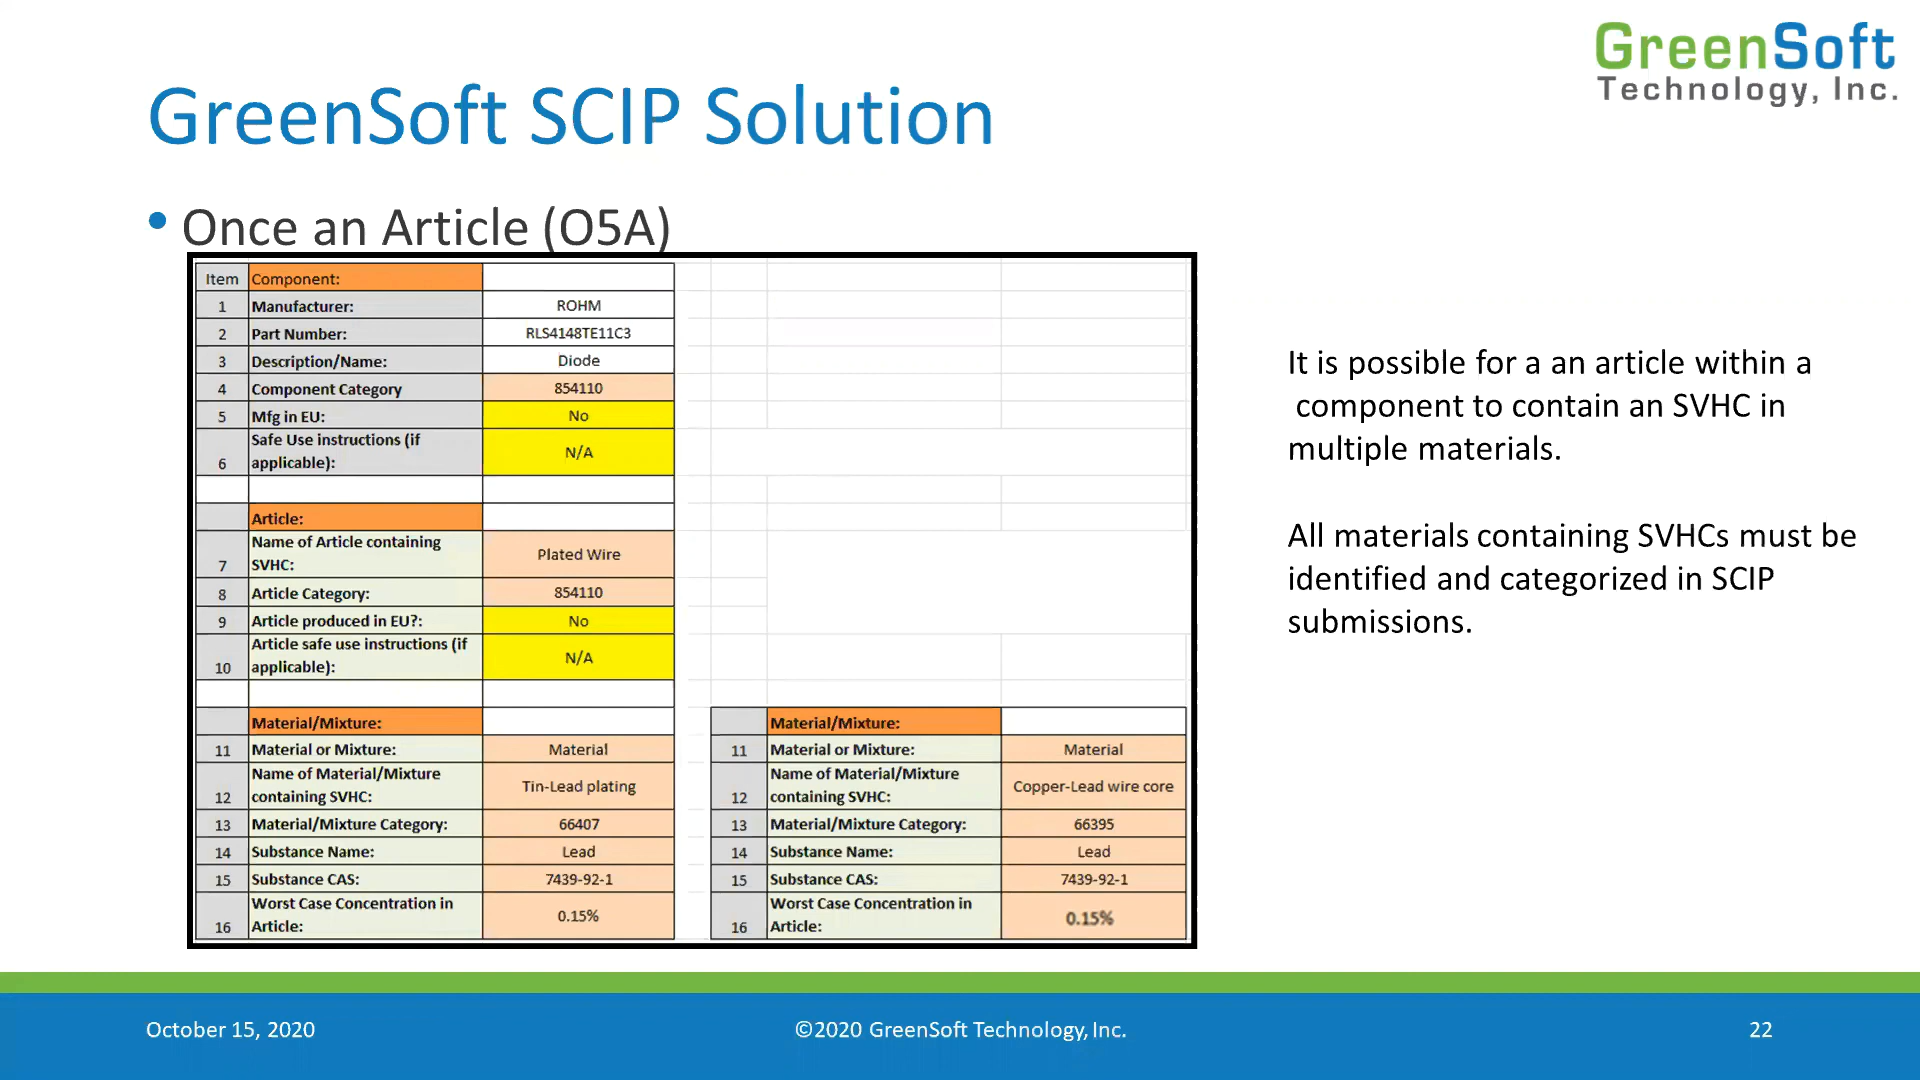 GreenSoft
Technology, Inc.
GreenSoft SCIP Solution
• Once an Article (O5A)
Item Component:
1 Manufacturer: ROHM
2 Part Number: RLS4148TE11C3
3 Description/Name: Diode
4 Component Category 854110
5 Mfg in EU: No
6 Safe Use instructions (if
applicable): N/A
Article:
7 Name of Article containing
SVHC: Plated Wire
8 Article Category: 854110
9 Article produced in EU?: No
10 Article safe use instructions (if
applicable): N/A
Material/Mixture:
11 Material or Mixture: Material
12 Name of Material/Mixture
containing SVHC: Tin-Lead plating
13 Material/Mixture Category: 66407
14 Substance Name: Lead
15 Substance CAS: 7439-92-1
16 Worst Case Concentration in
Article: 0.15%
Material/Mixture:
11 Material or Mixture: Material
12 Name of Material/Mixture
containing SVHC: Copper-Lead wire core
13 Material/Mixture Category: 66395
14 Substance Name: Lead
15 Substance CAS: 7439-92-1
16 Worst Case Concentration in
Article: 0.15%
It is possible for a an article within a
component to contain an SVHC in
multiple materials.
All materials containing SVHCs must be
identified and categorized in SCIP
submissions.
October 15, 2020
©2020 GreenSoft Technology, Inc.
22